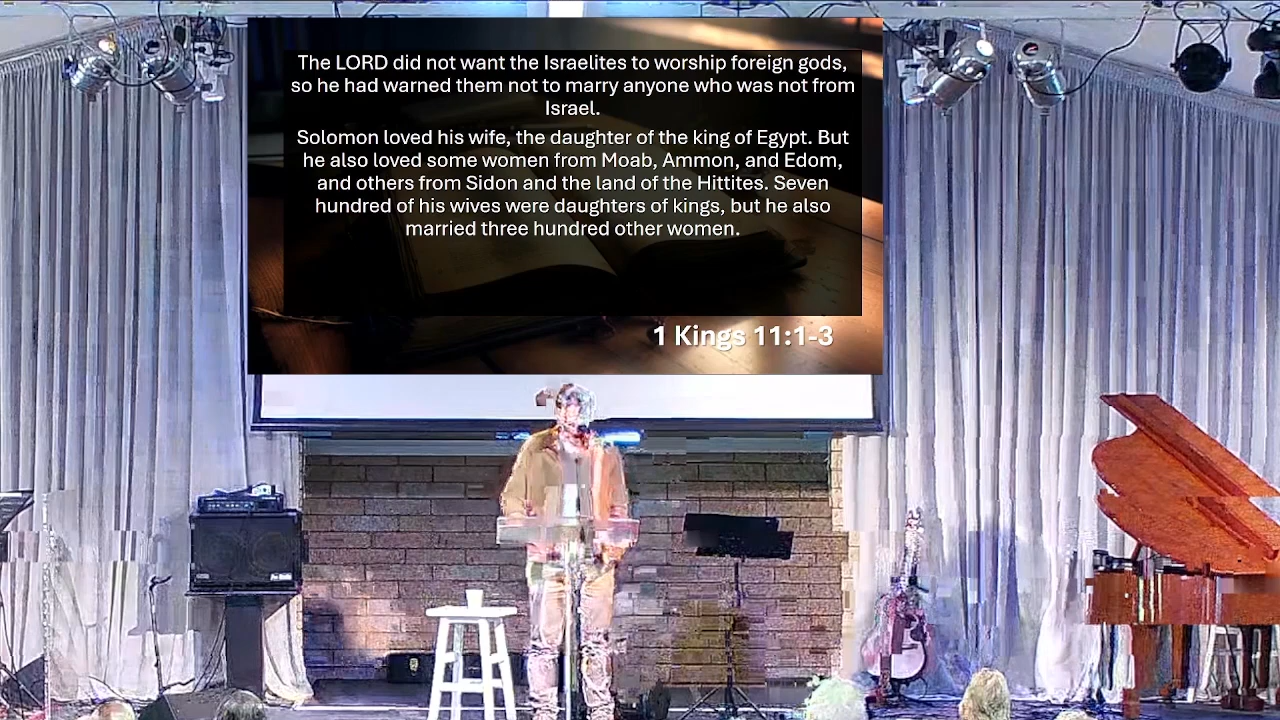 The LORD did not want the Israelites to worship foreign gods,
so he had warned them not to marry anyone who was not from
Israel.
Solomon loved his wife, the daughter of the king of Egypt. But
he also loved some women from Moab, Ammon, and Edom,
and others from Sidon and the land of the Hittites. Seven
hundred of his wives were daughters of kings, but he also
married three hundred other women.
1 Kings 11:1-3